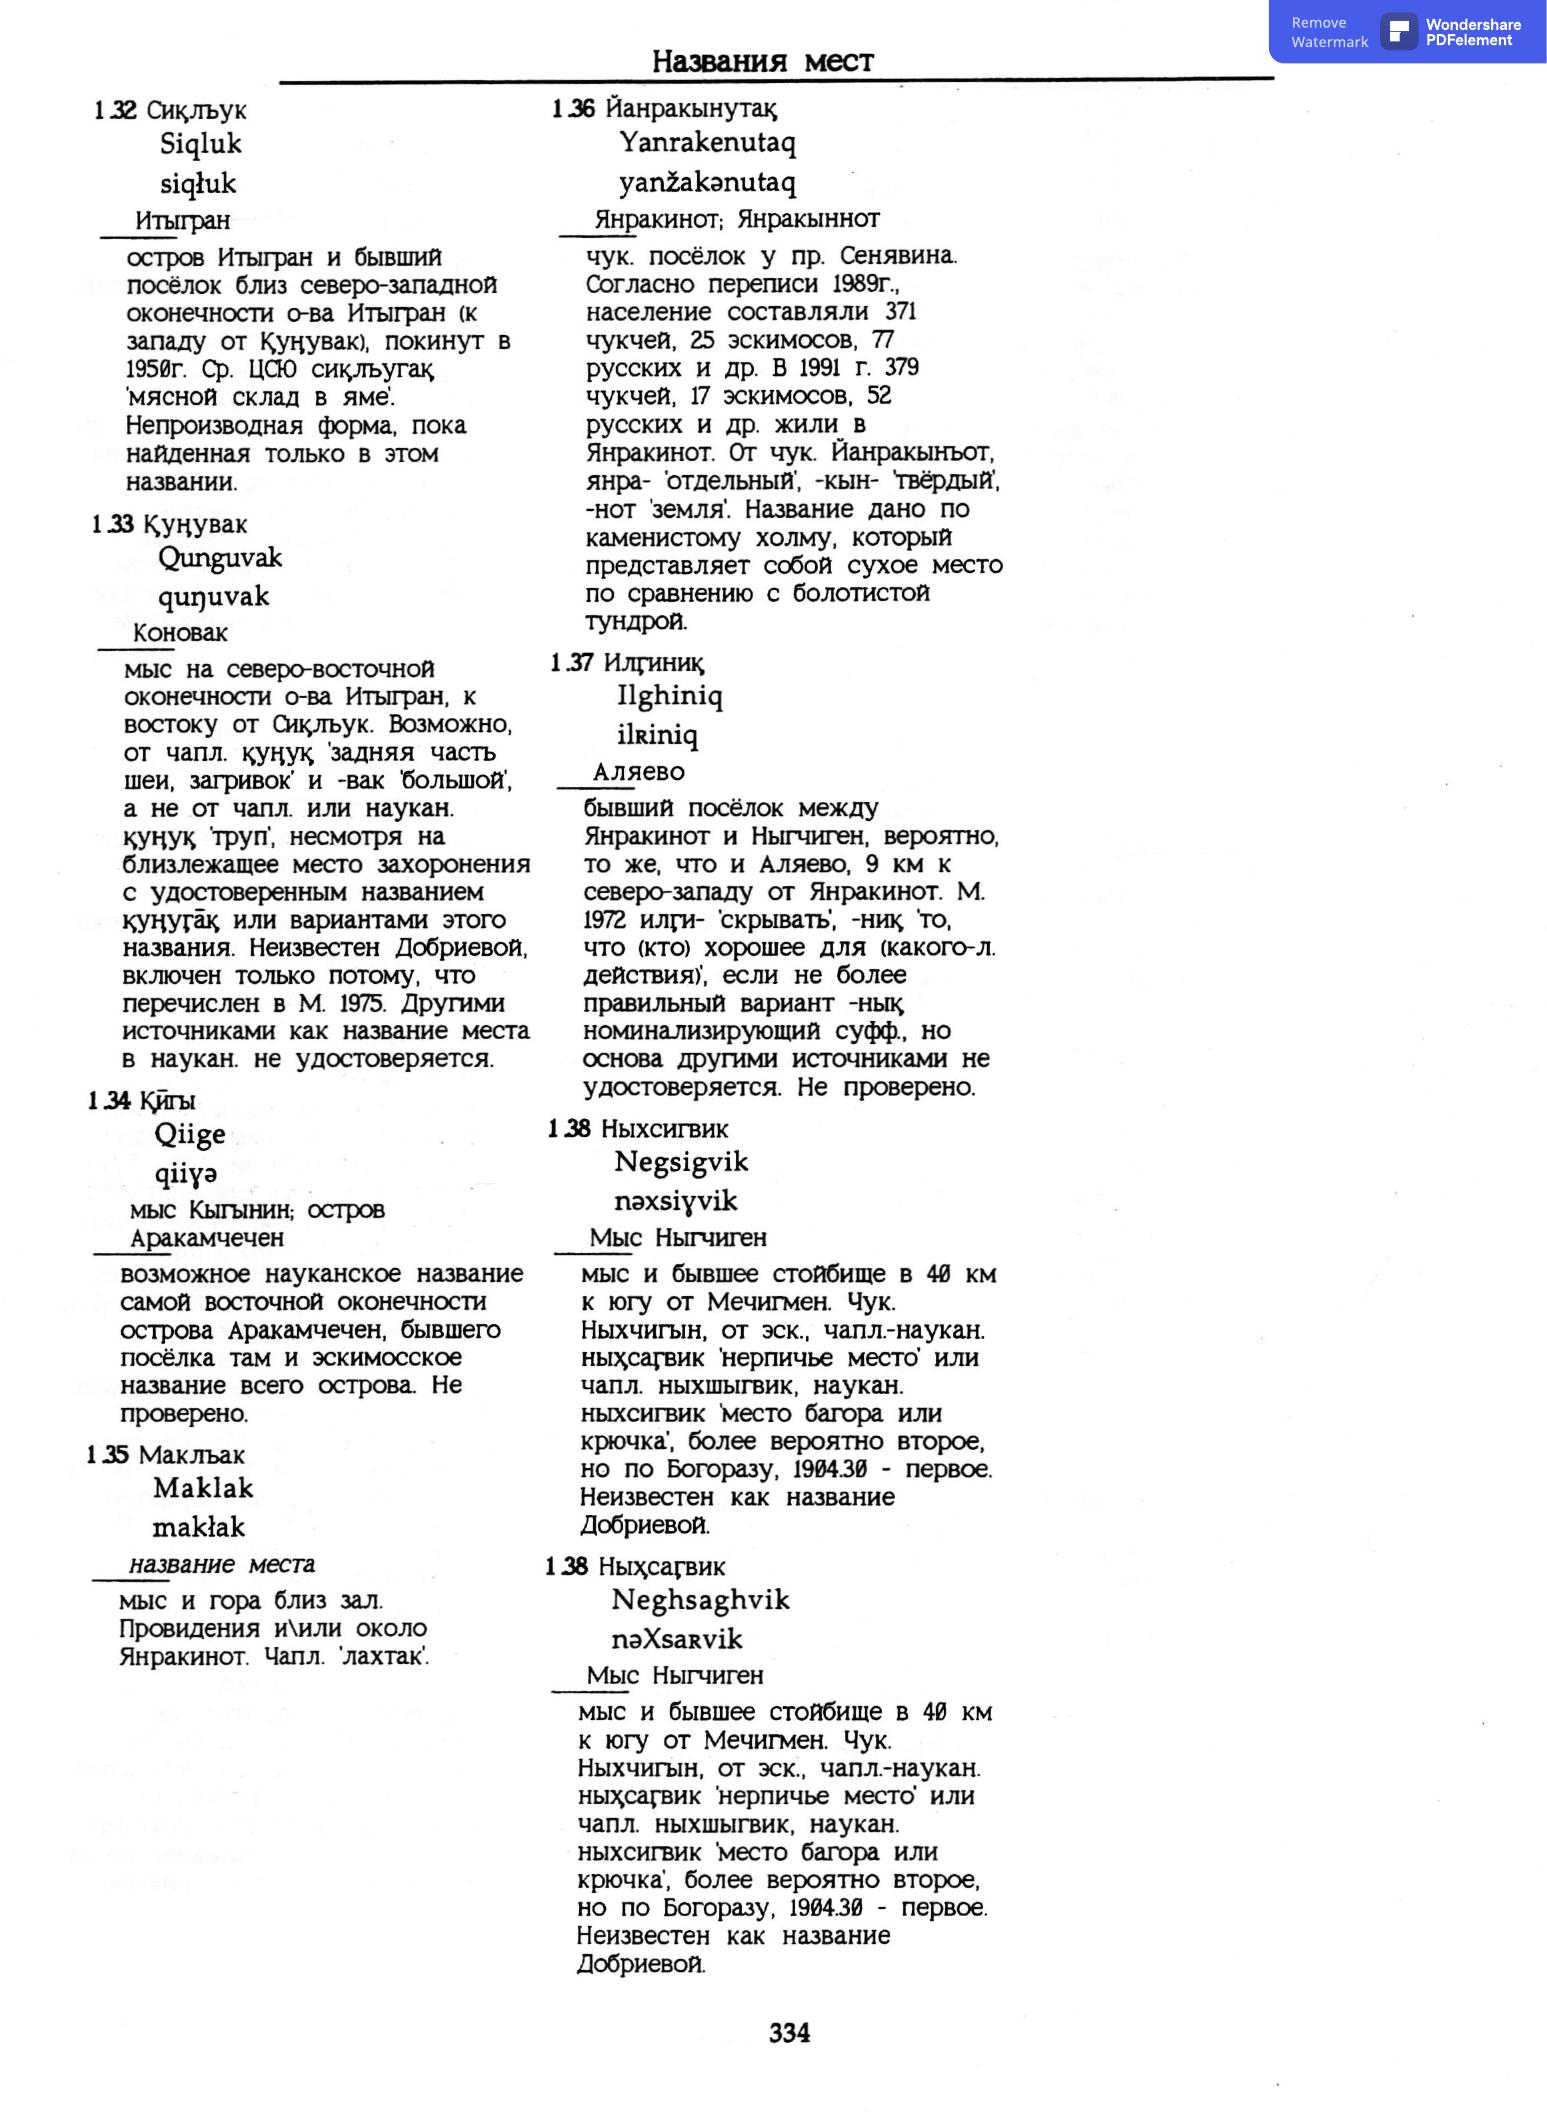 Remove
Watermark
Wondershare
PDFelement
Названия мест
1.32 Сиқлъук
Siqluk
siqłuk
Итыгран
остров Итыгран и бывший
посёлок близ северо-западной
оконечности о-ва Итыгран (к
западу от Қуӈувак), покинут в
1950г. Ср. ЦСЮ сиқлъугақ
'мясной склад в яме'.
Непроизводная форма, пока
найденная только в этом
названии.
1.33 Қуӈувак
Qunguvak
quŋuvak
Коновак
мыс на северо-восточной
оконечности о-ва Итыгран, к
востоку от Сиқлъук. Возможно,
от чапл. қуӈуқ 'задняя часть
шеи, загривок' и -вак 'большой',
а не от чапл. или наукан.
қуӈуқ 'труп', несмотря на
близлежащее место захоронения
с удостоверенным названием
қуӈуӷа̄қ или вариантами этого
названия. Неизвестен Добриевой,
включен только потому, что
перечислен в М. 1975. Другими
источниками как название места
в наукан. не удостоверяется.
1.34 Қӣгы
Qiige
qiiɣə
мыс Кыгынин; остров
Аракамчечен
возможное науканское название
самой восточной оконечности
острова Аракамчечен, бывшего
посёлка там и эскимосское
название всего острова. Не
проверено.
1.35 Маклъак
Maklak
makłak
название места
мыс и гора близ зал.
Провидения и\или около
Янракинот. Чапл. 'лахтак'.
1.36 Йанракынутақ
Yanrakenutaq
yanžakənutaq
Янракинот; Янракыннот
чук. посёлок у пр. Сенявина.
Согласно переписи 1989г.,
население составляли 371
чукчей, 25 эскимосов, 77
русских и др. В 1991 г. 379
чукчей, 17 эскимосов, 52
русских и др. жили в
Янракинот. От чук. Йанракынъот,
янра- 'отдельный', -кын- 'твёрдый',
-нот 'земля'. Название дано по
каменистому холму, который
представляет собой сухое место
по сравнению с болотистой
тундрой.
1.37 Илӷиниқ
Ilghiniq
ilʀiniq
Аляево
бывший посёлок между
Янракинот и Ныгчиген, вероятно,
то же, что и Аляево, 9 км к
северо-западу от Янракинот. М.
1972 илӷи- 'скрывать', -ниқ 'то,
что (кто) хорошее для (какого-л.
действия)', если не более
правильный вариант -нық
номинализирующий суфф., но
основа другими источниками не
удостоверяется. Не проверено.
1.38 Ныхсигвик
Negsigvik
nəxsiɣvik
Мыс Ныгчиген
мыс и бывшее стойбище в 40 км
к югу от Мечигмен. Чук.
Ныхчигын, от эск., чапл.-наукан.
ныҳсаӷвик 'нерпичье место' или
чапл. ныхшыгвик, наукан.
ныхсигвик 'место багора или
крючка', более вероятно второе,
но по Богоразу, 1904.30 - первое.
Неизвестен как название
Добриевой.
1.38 Ныҳсаӷвик
Neghsaghvik
nəXsaʀvik
Мыс Ныгчиген
мыс и бывшее стойбище в 40 км
к югу от Мечигмен. Чук.
Ныхчигын, от эск., чапл.-наукан.
ныҳсаӷвик 'нерпичье место' или
чапл. ныхшыгвик, наукан.
ныхсигвик 'место багора или
крючка', более вероятно второе,
но по Богоразу, 1904.30 - первое.
Неизвестен как название
Добриевой.
334